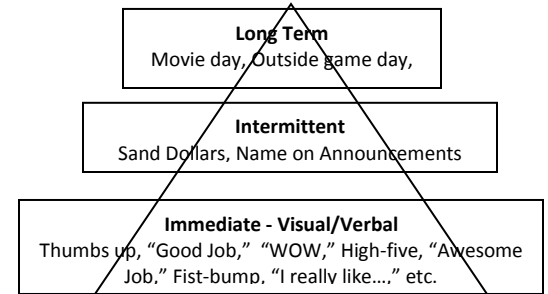 Long Term
Movie day, Outside game day,
Intermittent
Sand Dollars, Name on Announcements
Immediate - Visual/Verbal
Thumbs up, “Good Job,” “WOW,” High-five, “Awesome
Job,” Fist-bump, “I really like…,” etc.